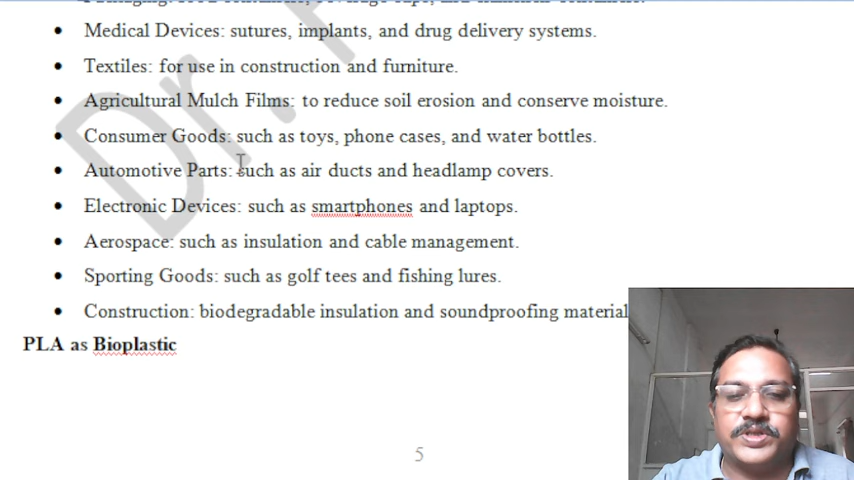 Medical Devices: sutures, implants, and drug delivery systems.
Textiles: for use in construction and furniture.
Agricultural Mulch Films: to reduce soil erosion and conserve moisture.
Consumer Goods: such as toys, phone cases, and water bottles.
Automotive Parts: such as air ducts and headlamp covers.
Electronic Devices: such as smartphones and laptops.
Aerospace: such as insulation and cable management.
Sporting Goods: such as golf tees and fishing lures.
Construction: biodegradable insulation and soundproofing material
PLA as Bioplastic
5
Dr.